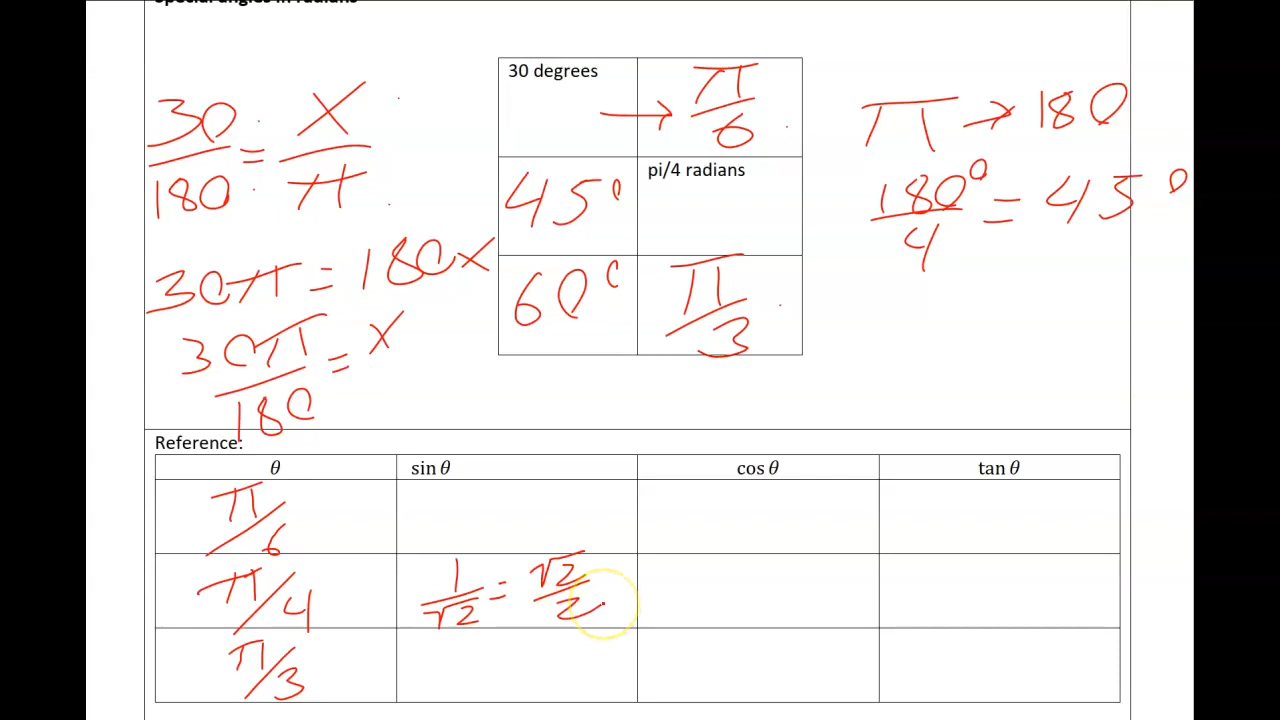 Special angles in radians
30 degrees → π/6
30/180 = x/π
π → 180
45° pi/4 radians
180°/4 = 45°
30π = 180x
60° π/3
30π/180 = x
Reference:
θ sin θ cos θ tan θ
π/6
π/4 1/√2 = √2/2
π/3